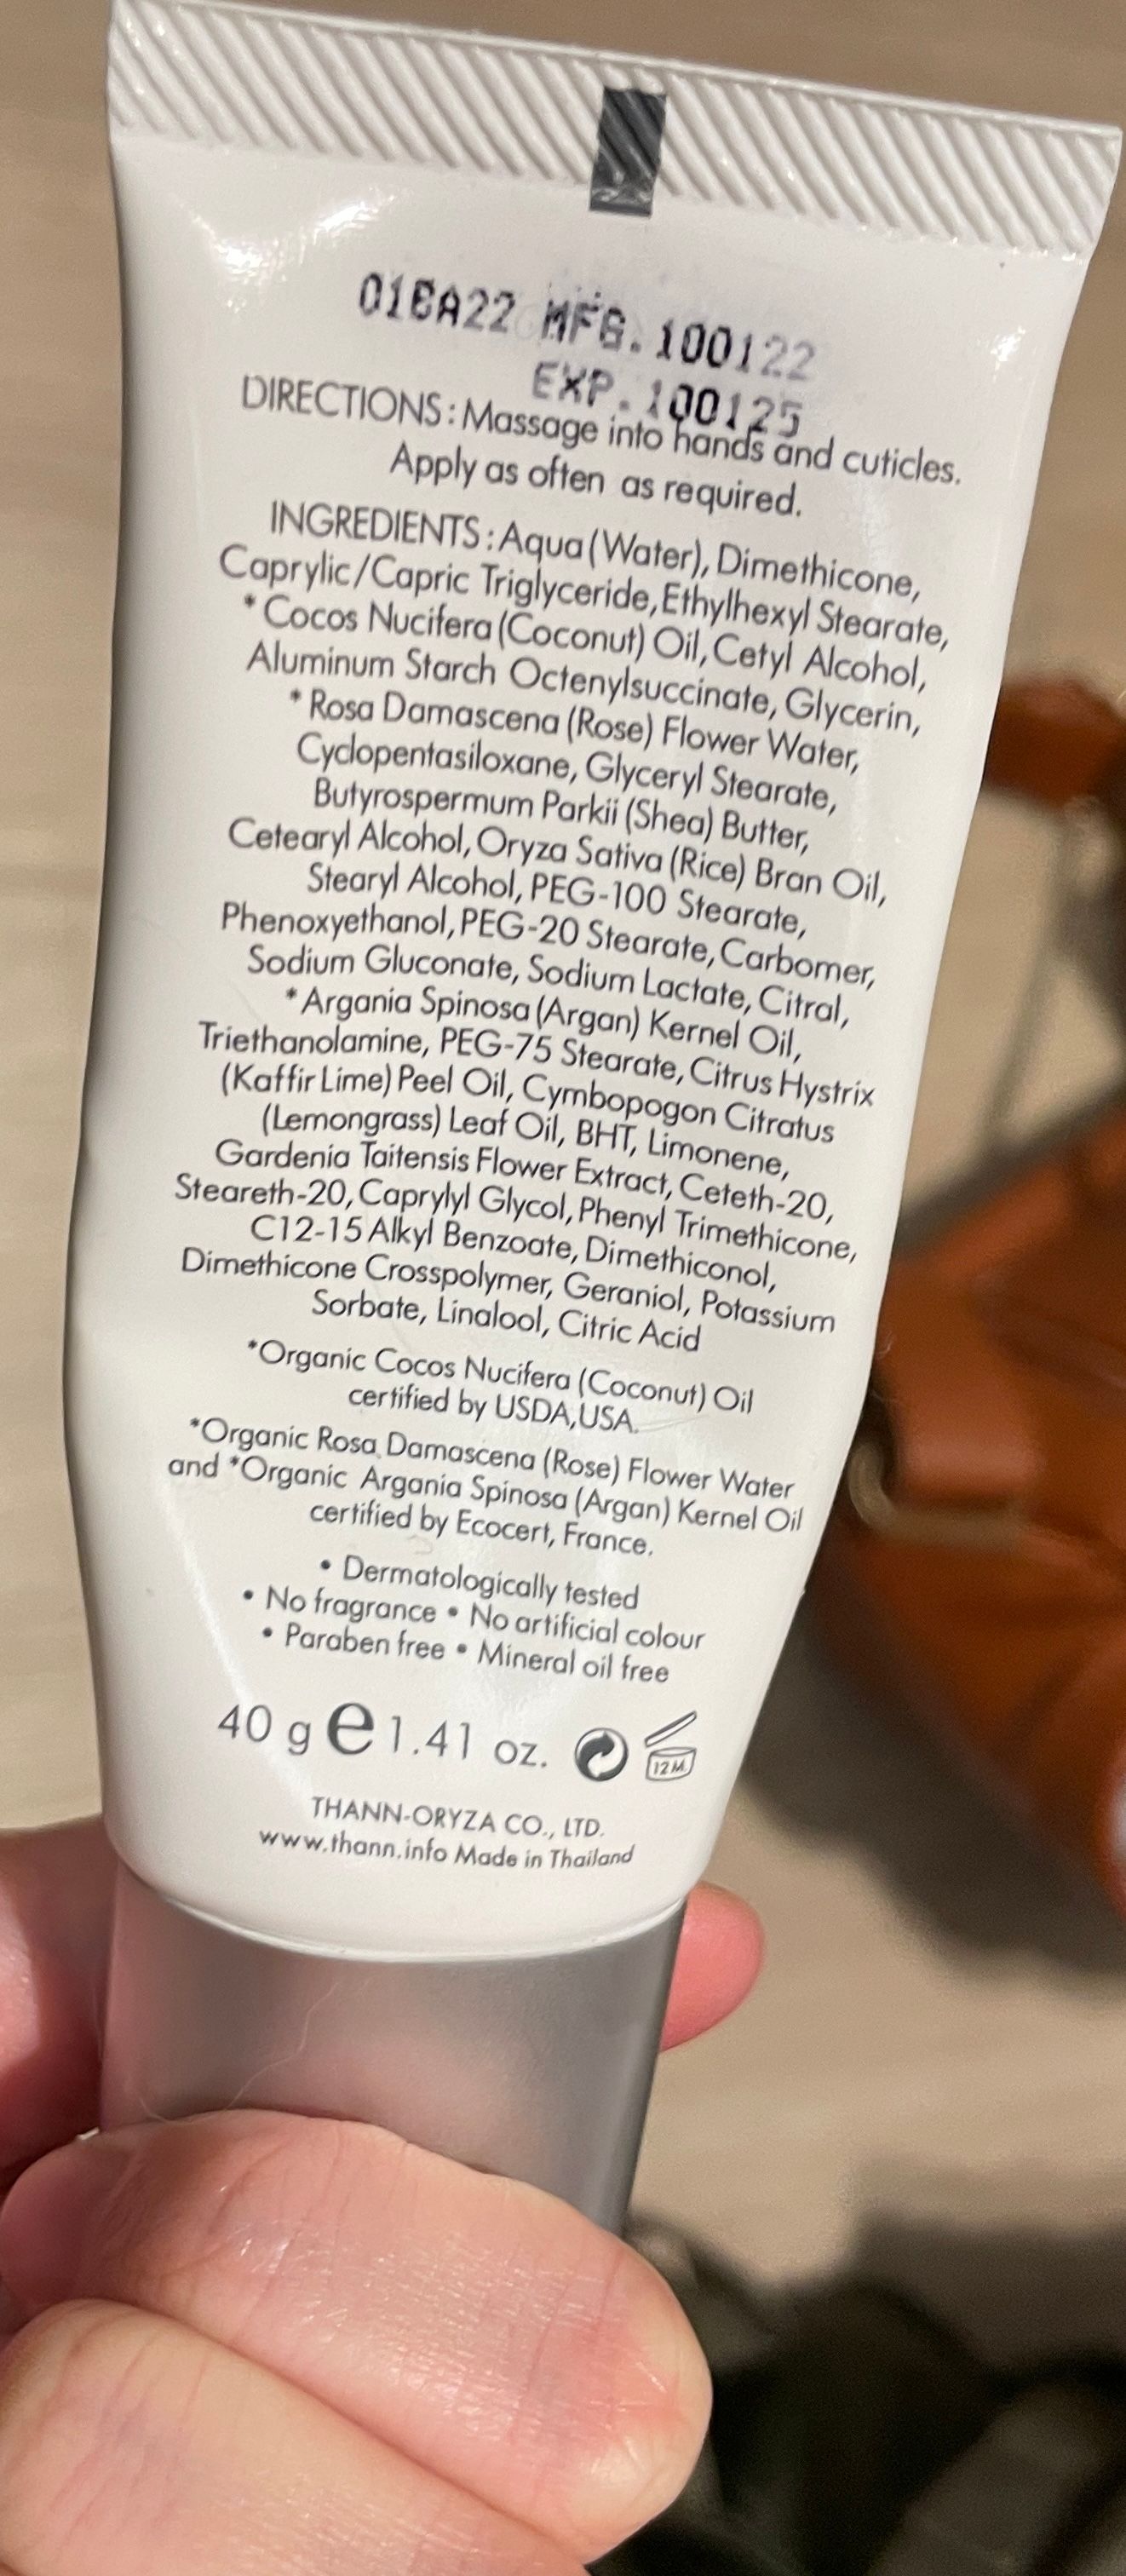 01BA22 MFG. 100122
EXP. 100125
DIRECTIONS : Massage into hands and cuticles.
Apply as often as required.
INGREDIENTS : Aqua (Water), Dimethicone,
Caprylic/Capric Triglyceride, Ethylhexyl Stearate,
*Cocos Nucifera (Coconut) Oil, Cetyl Alcohol,
Aluminum Starch Octenylsuccinate, Glycerin,
*Rosa Damascena (Rose) Flower Water,
Cyclopentasiloxane, Glyceryl Stearate,
Butyrospermum Parkii (Shea) Butter,
Cetearyl Alcohol, Oryza Sativa (Rice) Bran Oil,
Stearyl Alcohol, PEG-100 Stearate,
Phenoxyethanol, PEG-20 Stearate, Carbomer,
Sodium Gluconate, Sodium Lactate, Citral,
*Argania Spinosa (Argan) Kernel Oil,
Triethanolamine, PEG-75 Stearate, Citrus Hystrix
(Kaffir Lime) Peel Oil, Cymbopogon Citratus
(Lemongrass) Leaf Oil, BHT, Limonene,
Gardenia Taitensis Flower Extract, Ceteth-20,
Steareth-20, Caprylyl Glycol, Phenyl Trimethicone,
C12-15 Alkyl Benzoate, Dimethiconol,
Dimethicone Crosspolymer, Geraniol, Potassium
Sorbate, Linalool, Citric Acid
*Organic Cocos Nucifera (Coconut) Oil
certified by USDA,USA.
*Organic Rosa Damascena (Rose) Flower Water
and *Organic Argania Spinosa (Argan) Kernel Oil
certified by Ecocert, France.
• Dermatologically tested
• No fragrance • No artificial colour
• Paraben free • Mineral oil free
40 g e 1.41 oz. 12M
THANN-ORYZA CO., LTD.
www.thann.info Made in Thailand